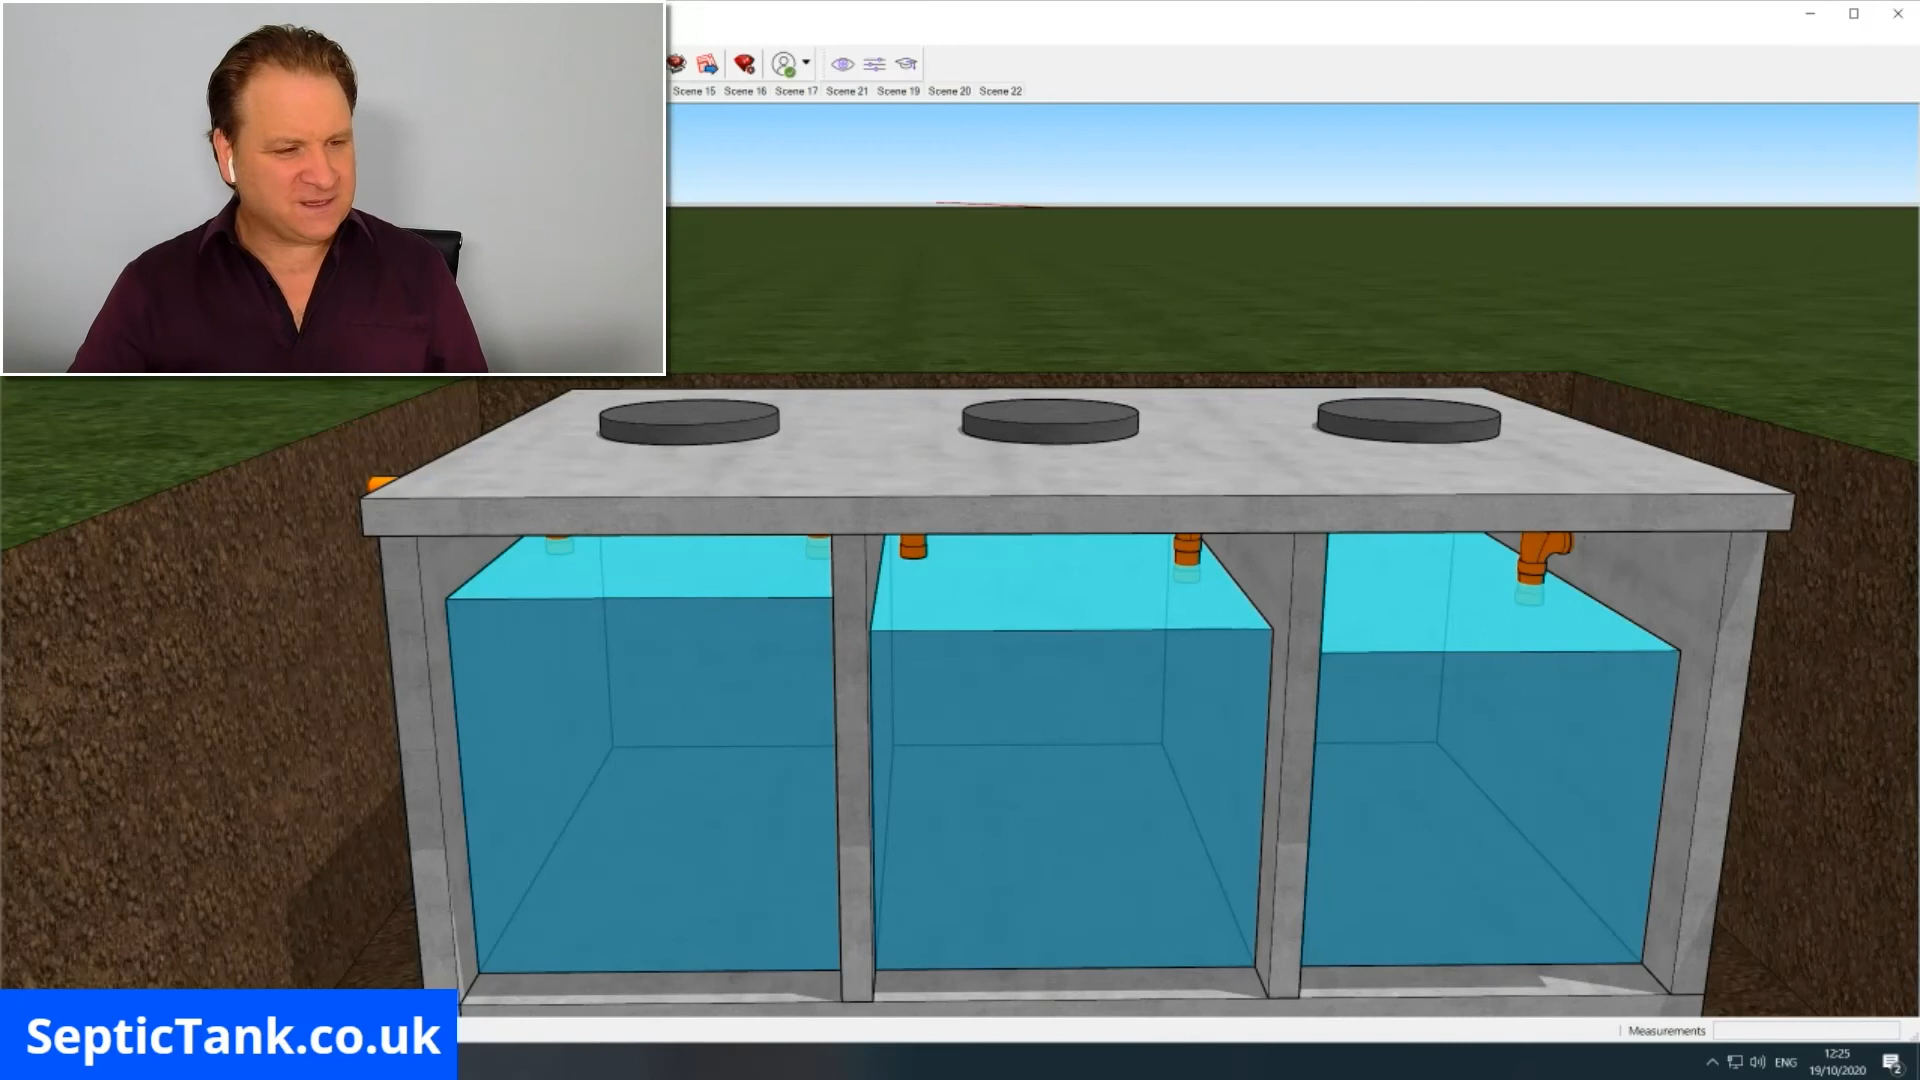 Scene 15 Scene 16 Scene 17 Scene 21 Scene 19 Scene 20 Scene 22
SepticTank.co.uk
Measurements
ENG
12:25
19/10/2020
2